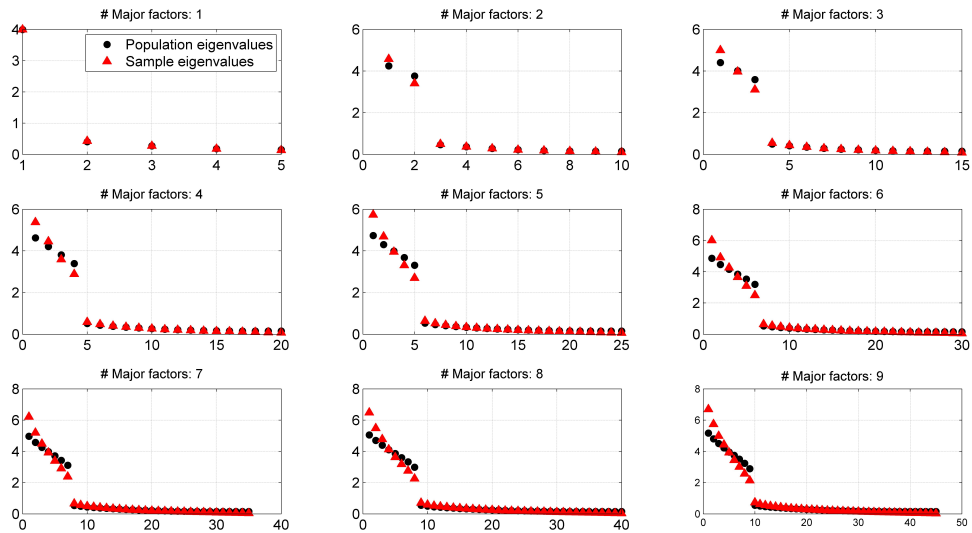 # Major factors: 1
4
3
2
1
0
1 2 3 4 5
Population eigenvalues
Sample eigenvalues
# Major factors: 2
6
4
2
0
0 2 4 6 8 10
# Major factors: 3
6
4
2
0
0 5 10 15
# Major factors: 4
6
4
2
0
0 5 10 15 20
# Major factors: 5
6
4
2
0
0 5 10 15 20 25
# Major factors: 6
8
6
4
2
0
0 10 20 30
# Major factors: 7
8
6
4
2
0
0 10 20 30 40
# Major factors: 8
8
6
4
2
0
0 10 20 30 40
# Major factors: 9
8
6
4
2
0
0 10 20 30 40 50